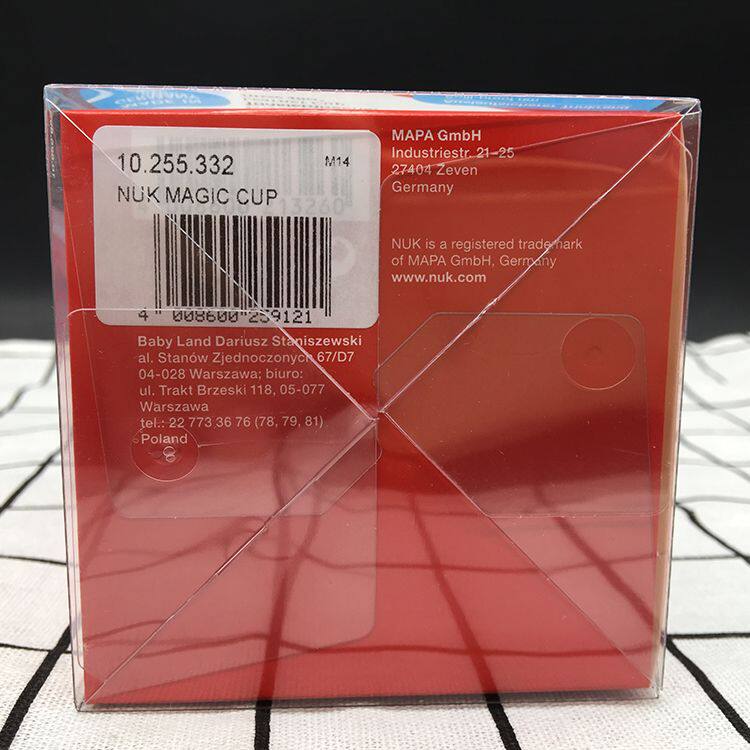 10.255.332
M14
NUK MAGIC CUP
4 008600 259121
MAPA GmbH
Industriestr. 21-25
27404 Zeven
Germany
NUK is a registered trademark
of MAPA GmbH, Germany
www.nuk.com
Baby Land Dariusz Staniszewski
al. Stanów Zjednoczonych 67/D7
04-028 Warszawa; biuro:
ul. Trakt Brzeski 118, 05-077
Warszawa
tel.: 22 773 36 76 (78, 79, 81)
Poland